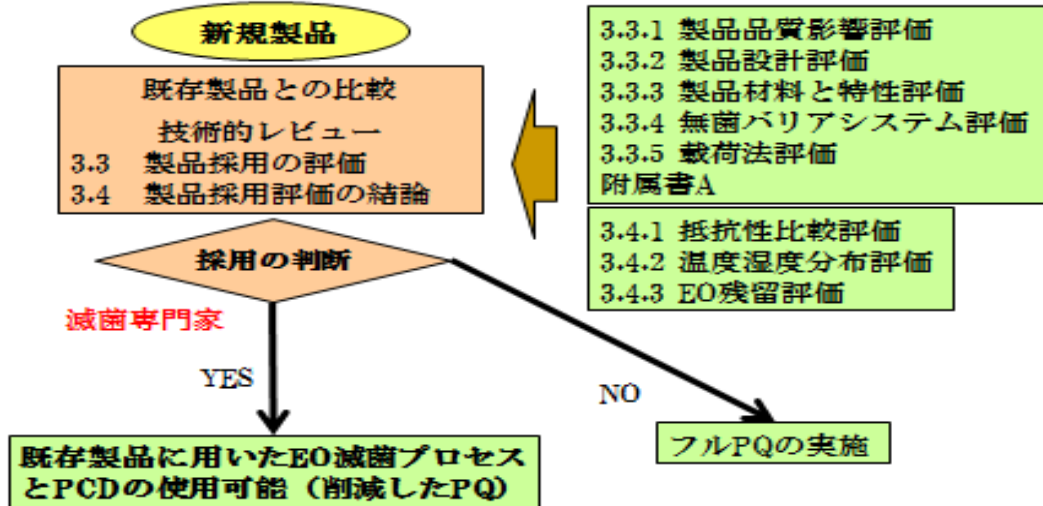 新規製品
既存製品との比較
技術的レビュー
3.3 製品採用の評価
3.4 製品採用評価の結論
3.3.1 製品品質影響評価
3.3.2 製品設計評価
3.3.3 製品材料と特性評価
3.3.4 無菌バリアシステム評価
3.3.5 載荷法評価
附属書A
3.4.1 抵抗性比較評価
3.4.2 温度湿度分布評価
3.4.3 EO残留評価
採用の判断
滅菌専門家
YES
NO
既存製品に用いたEO滅菌プロセス
とPCDの使用可能（削減したPQ）
フルPQの実施